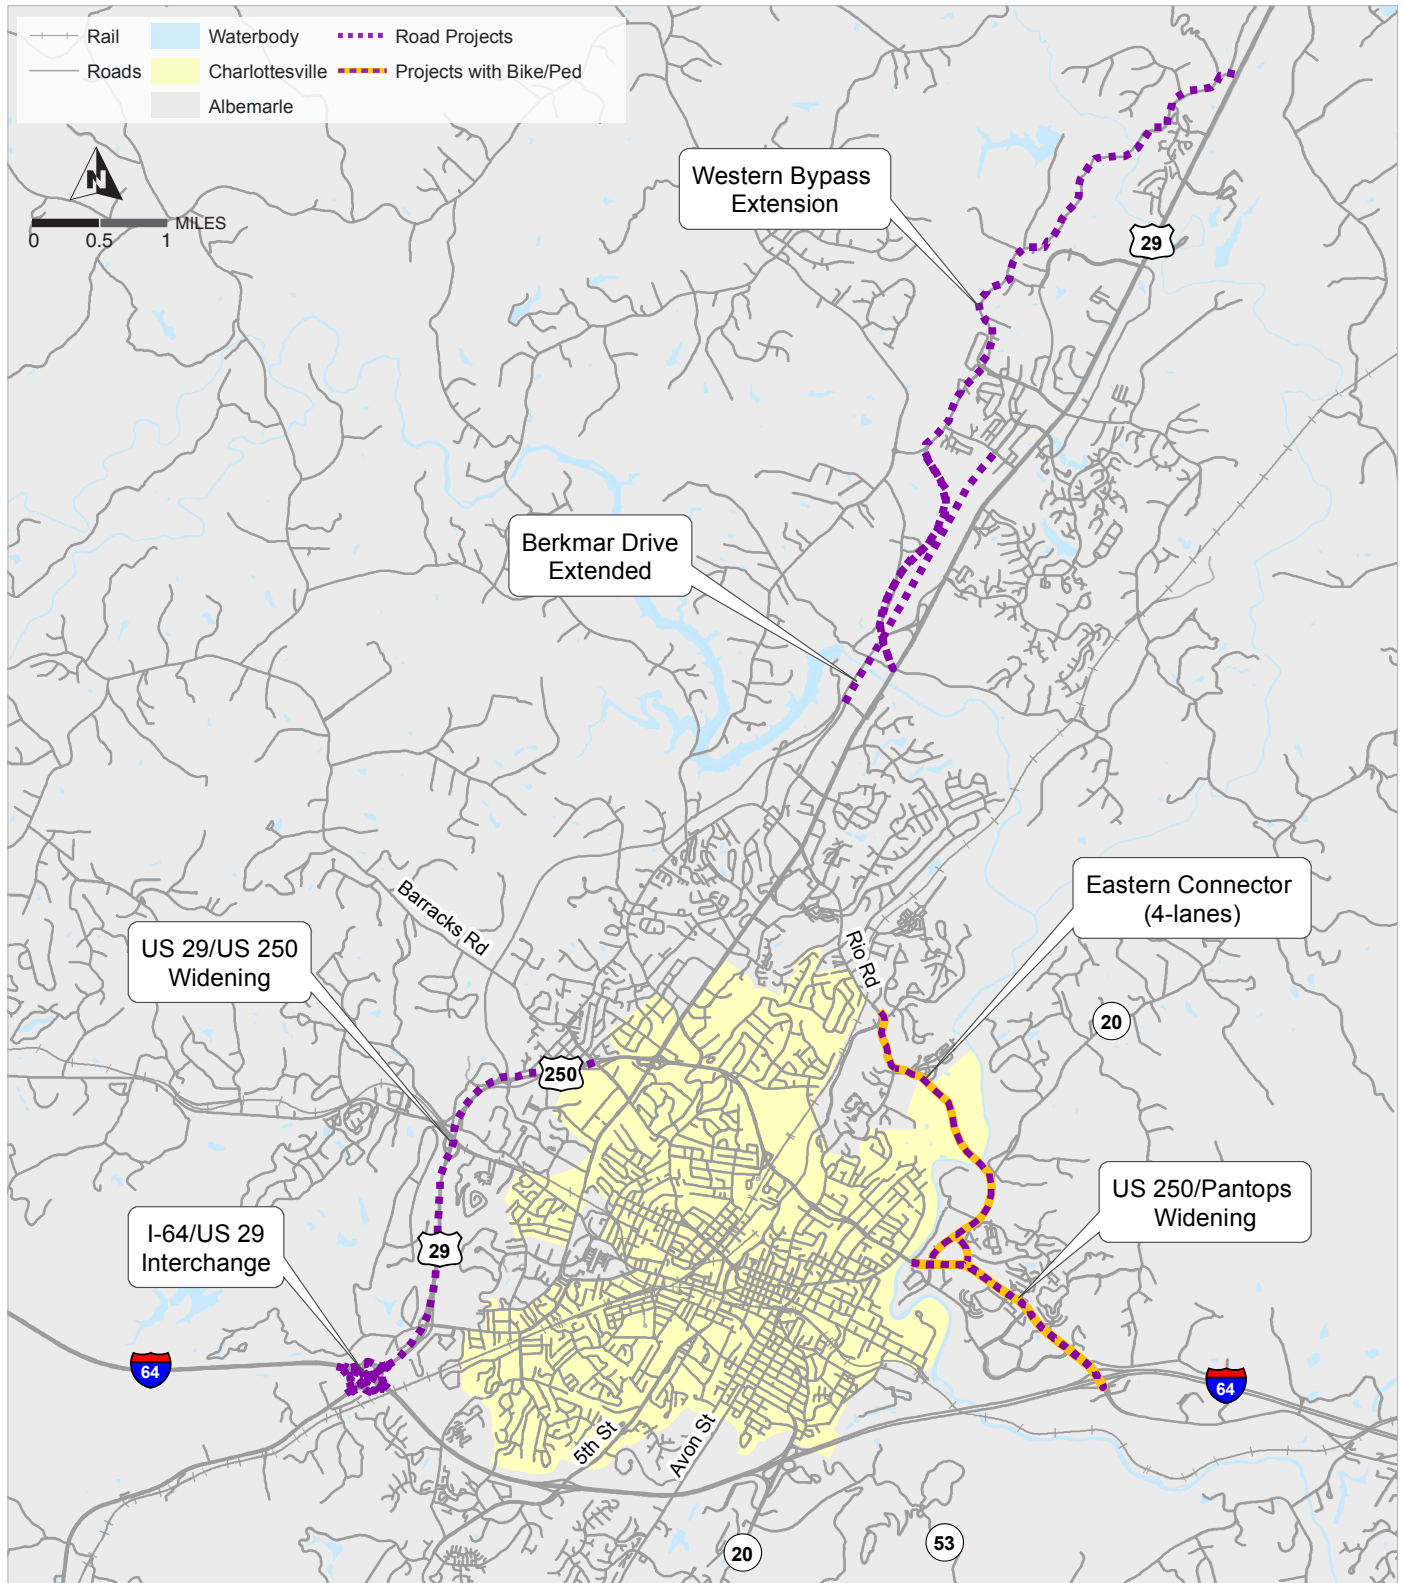 Rail
Waterbody
Road Projects
Roads
Charlottesville
Projects with Bike/Ped
Albemarle
N
MILES
0 0.5 1
Western Bypass
Extension
29
Berkmar Drive
Extended
Eastern Connector
(4-lanes)
Barracks Rd
Rio Rd
US 29/US 250
Widening
20
250
US 250/Pantops
Widening
I-64/US 29
Interchange
29
64
64
5th St
Avon St
20
53